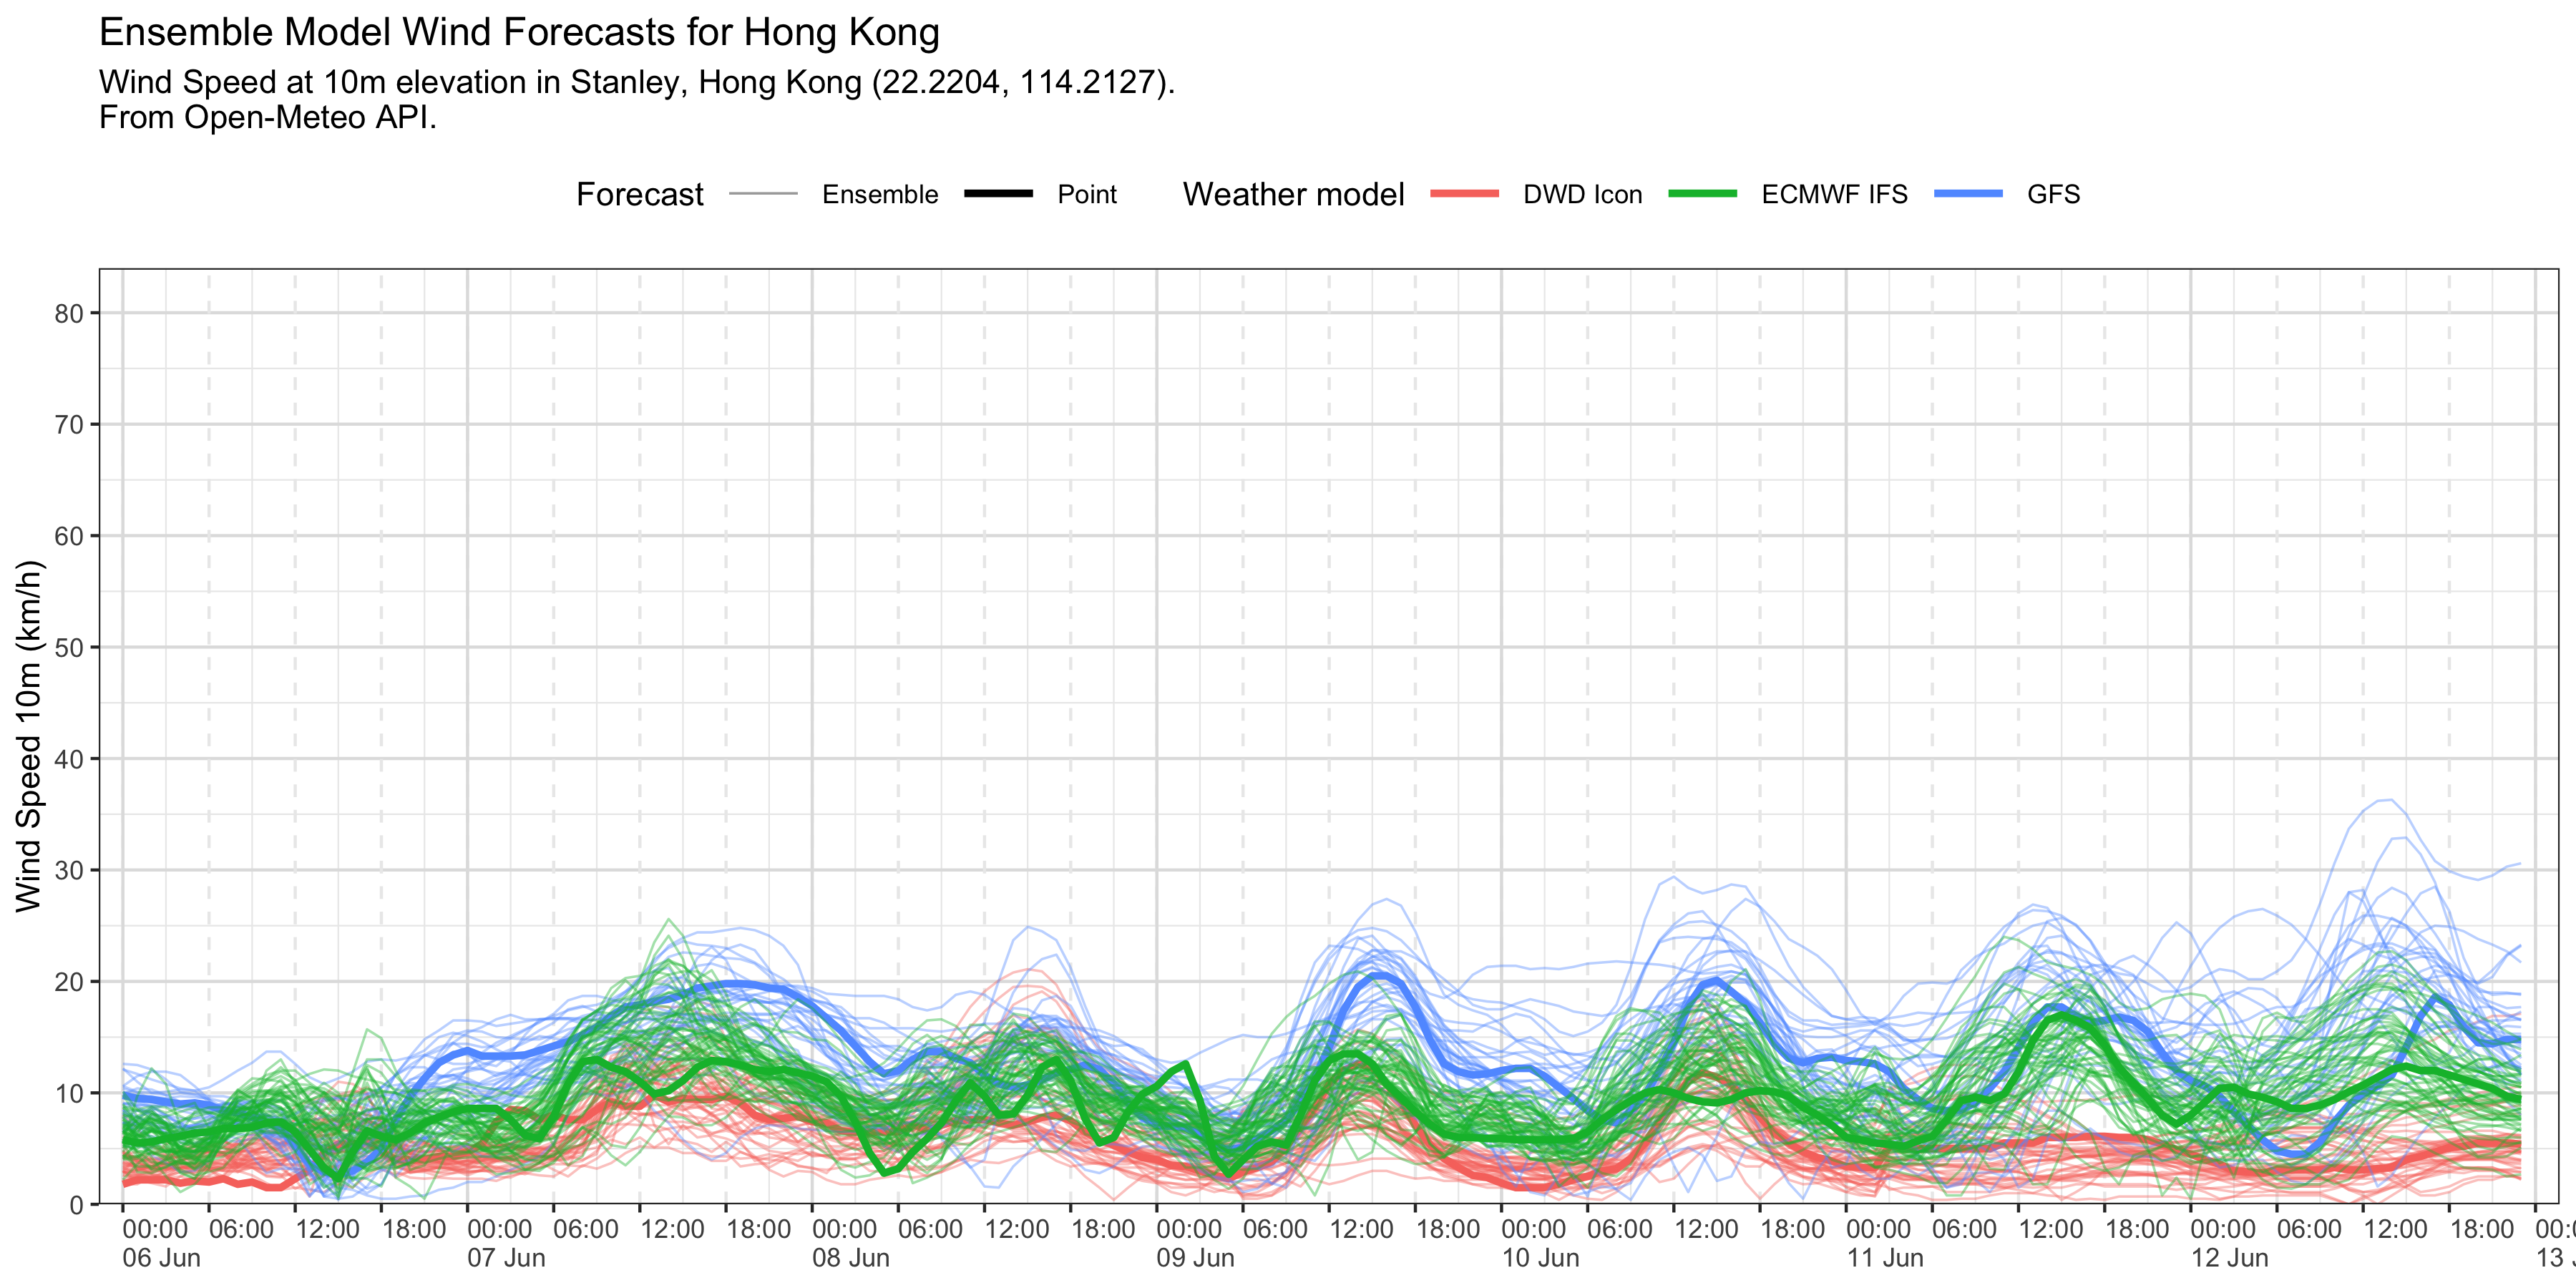 Ensemble Model Wind Forecasts for Hong Kong
Wind Speed at 10m elevation in Stanley, Hong Kong (22.2204, 114.2127).
From Open-Meteo API.
Forecast Ensemble Point Weather model DWD Icon ECMWF IFS GFS
Wind Speed 10m (km/h)
80
70
60
50
40
30
20
10
0
00:00 06:00 12:00 18:00 00:00 06:00 12:00 18:00 00:00 06:00 12:00 18:00 00:00 06:00 12:00 18:00 00:00 06:00 12:00 18:00 00:00 06:00 12:00 18:00 00:00 06:00 12:00 18:00
06 Jun 07 Jun 08 Jun 09 Jun 10 Jun 11 Jun 12 Jun 13